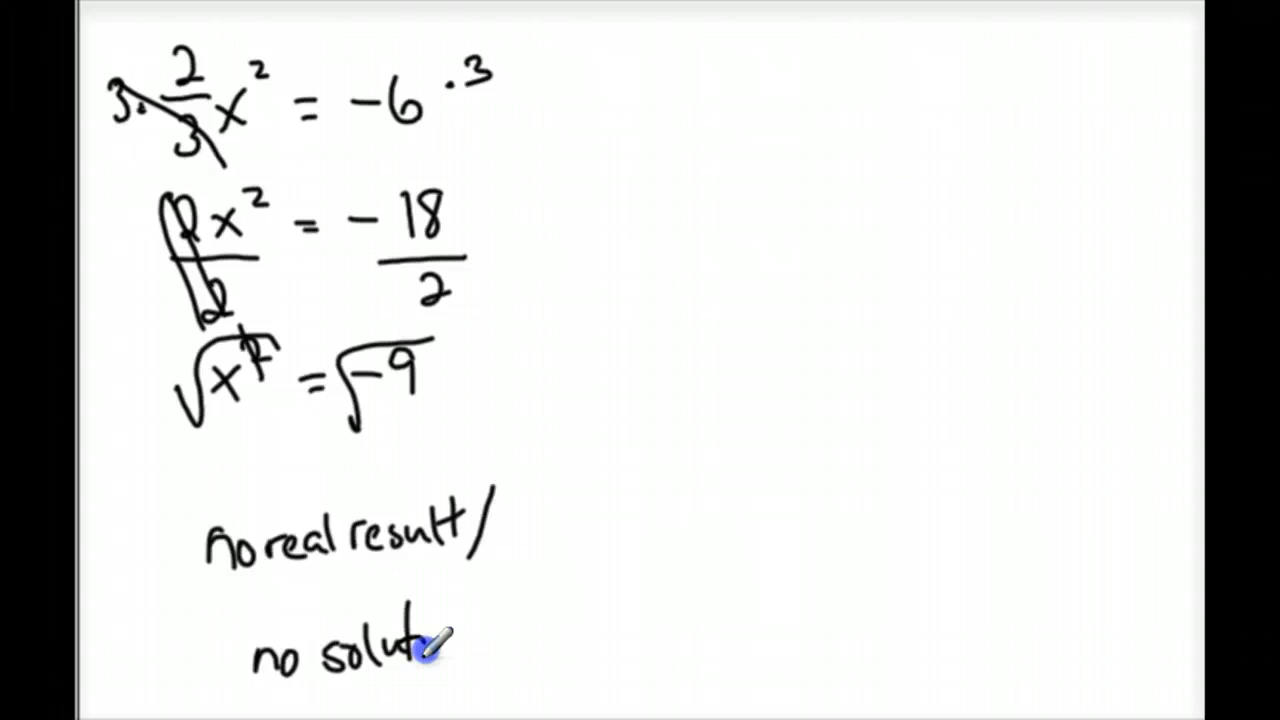 3 · 2/3 x² = -6 · 3
2x²/2 = -18/2
√x² = √-9
no real result/
no solut